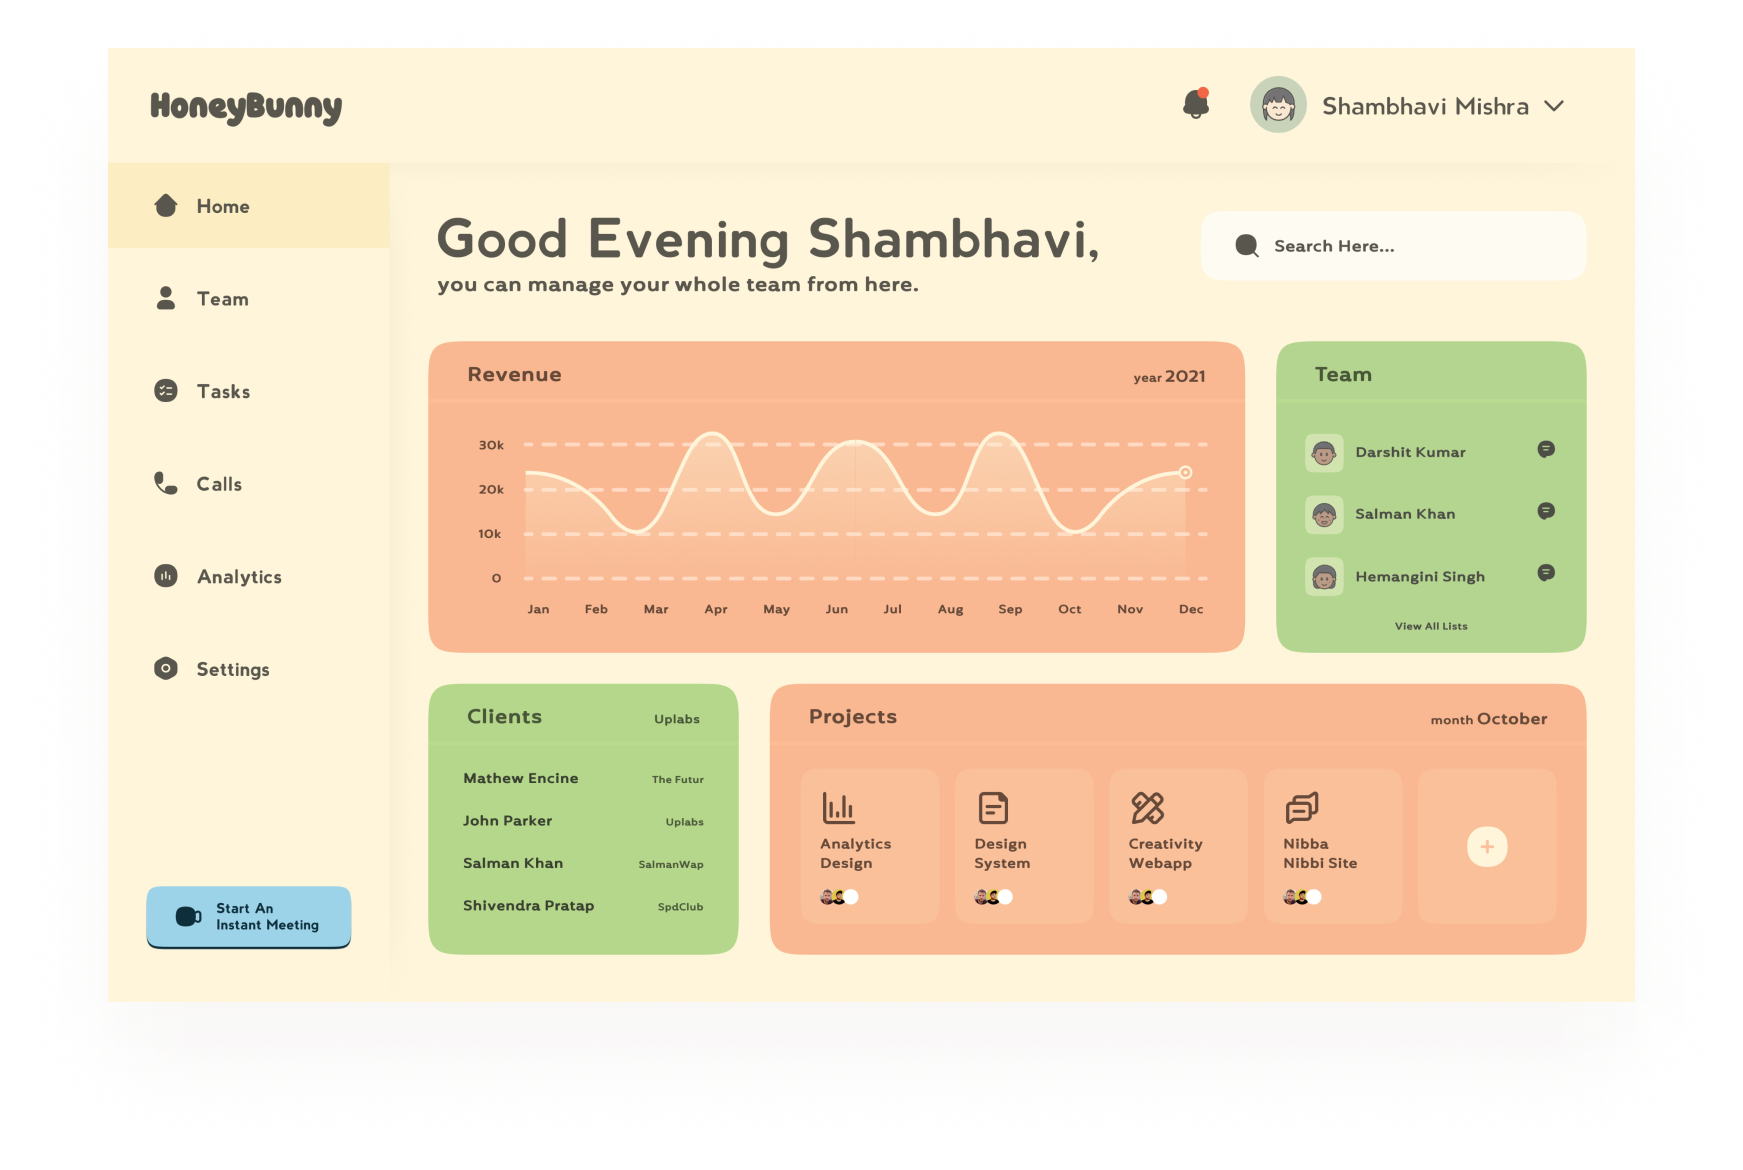 HoneyBunny
Shambhavi Mishra
Home
Team
Tasks
Calls
Analytics
Settings
Start An
Instant Meeting
Good Evening Shambhavi,
you can manage your whole team from here.
Search Here...
Revenue
year 2021
30k
20k
10k
0
Jan Feb Mar Apr May Jun Jul Aug Sep Oct Nov Dec
Team
Darshit Kumar
Salman Khan
Hemangini Singh
View All Lists
Clients Uplabs
Mathew Encine The Futur
John Parker Uplabs
Salman Khan SalmanWap
Shivendra Pratap SpdClub
Projects
month October
Analytics
Design
Design
System
Creativity
Webapp
Nibba
Nibbi Site